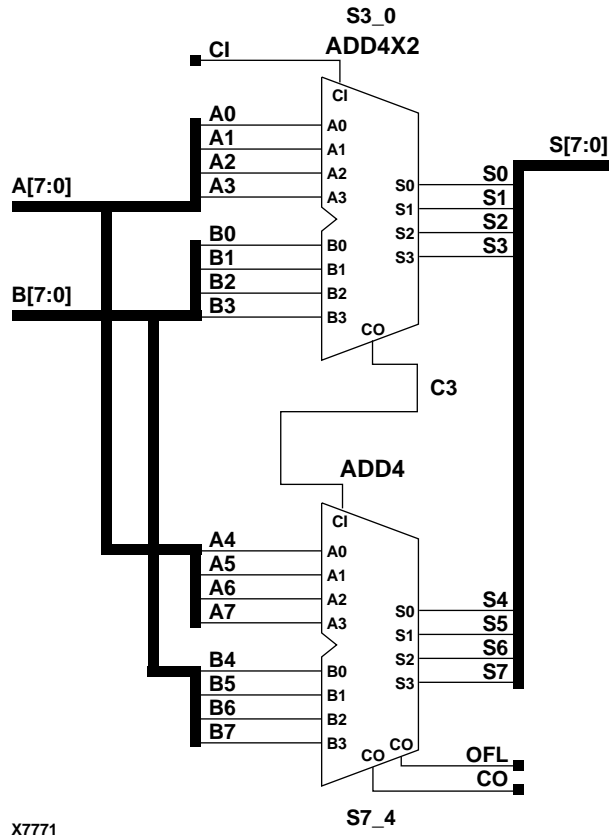 S3_0
ADD4X2
CI
CI
A0
A1
A2
A3
A0
A1
A2
A3
A[7:0]
B0
B1
B2
B3
B0
B1
B2
B3
B[7:0]
S0
S1
S2
S3
S0
S1
S2
S3
S[7:0]
CO
C3
ADD4
CI
A4
A5
A6
A7
A0
A1
A2
A3
B4
B5
B6
B7
B0
B1
B2
B3
S0
S1
S2
S3
S4
S5
S6
S7
CO
CO
OFL
CO
S7_4
X7771